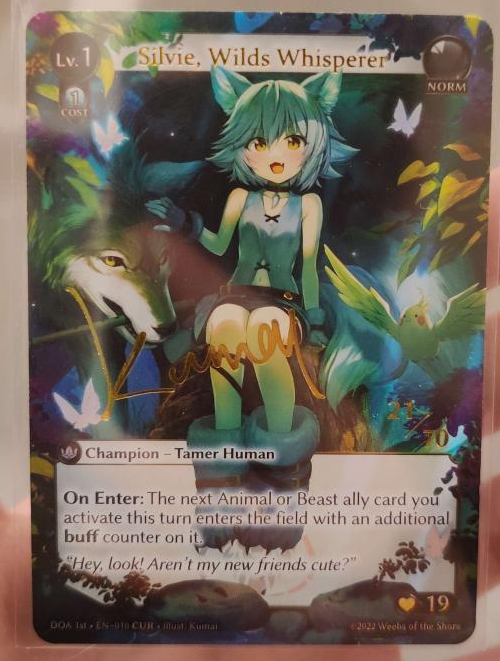 Lv. 1
Silvie, Wilds Whisperer
NORM
1
COST
Kumai
21/70
Champion – Tamer Human
On Enter: The next Animal or Beast ally card you
activate this turn enters the field with an additional
buff counter on it.
"Hey, look! Aren't my new friends cute?"
19
DOA 1st • EN-010 CUR • Illust: Kumai
©2022 Weebs of the Shore